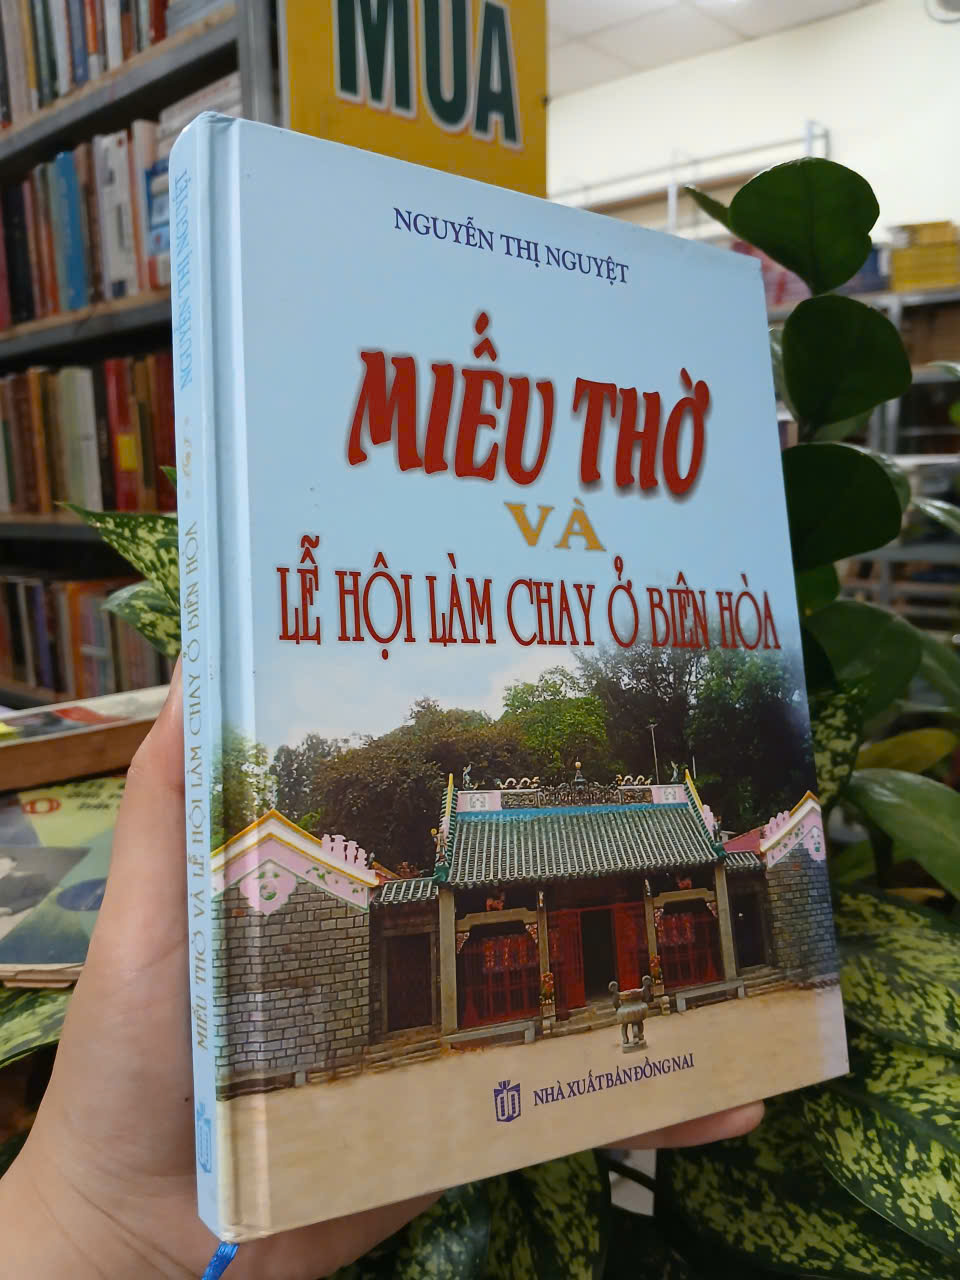 MUA
NGUYỄN THỊ NGUYỆT
MIẾU THỜ
VÀ
LỄ HỘI LÀM CHAY Ở BIÊN HÒA
NHÀ XUẤT BẢN ĐỒNG NAI
MIẾU THỜ VÀ LỄ HỘI LÀM CHAY Ở BIÊN HÒA
NGUYỄN THỊ NGUYỆT